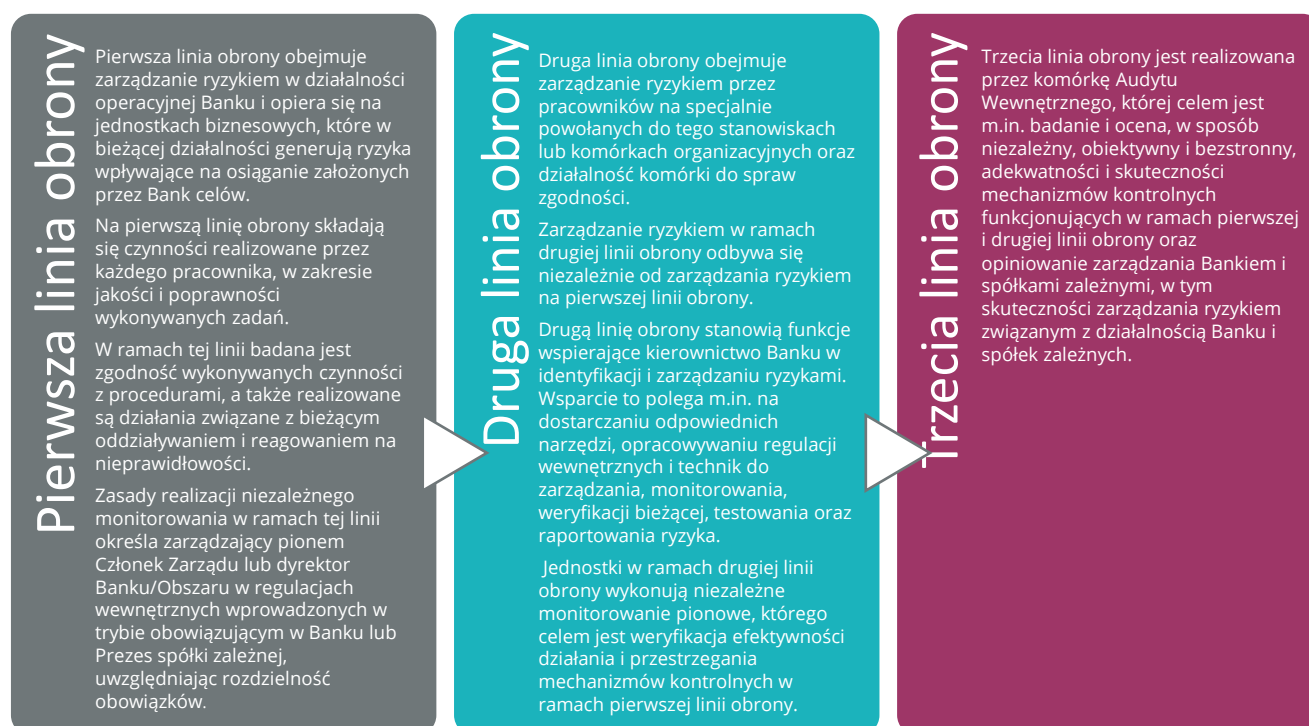 Pierwsza linia obrony
Pierwsza linia obrony obejmuje
zarządzanie ryzykiem w działalności
operacyjnej Banku i opiera się na
jednostkach biznesowych, które w
bieżącej działalności generują ryzyka
wpływające na osiąganie założonych
przez Bank celów.
Na pierwszą linię obrony składają
się czynności realizowane przez
każdego pracownika, w zakresie
jakości i poprawności
wykonywanych zadań.
W ramach tej linii badana jest
zgodność wykonywanych czynności
z procedurami, a także realizowane
są działania związane z bieżącym
oddziaływaniem i reagowaniem na
nieprawidłowości.
Zasady realizacji niezależnego
monitorowania w ramach tej linii
określa zarządzający pionem
Członek Zarządu lub dyrektor
Banku/Obszaru w regulacjach
wewnętrznych wprowadzonych w
trybie obowiązującym w Banku lub
Prezes spółki zależnej,
uwzględniając rozdzielność
obowiązków.
Druga linia obrony
Druga linia obrony obejmuje
zarządzanie ryzykiem przez
pracowników na specjalnie
powołanych do tego stanowiskach
lub komórkach organizacyjnych oraz
działalność komórki do spraw
zgodności.
Zarządzanie ryzykiem w ramach
drugiej linii obrony odbywa się
niezależnie od zarządzania ryzykiem
na pierwszej linii obrony.
Drugą linię obrony stanowią funkcje
wspierające kierownictwo Banku w
identyfikacji i zarządzaniu ryzykami.
Wsparcie to polega m.in. na
dostarczaniu odpowiednich
narzędzi, opracowywaniu regulacji
wewnętrznych i technik do
zarządzania, monitorowania,
weryfikacji bieżącej, testowania oraz
raportowania ryzyka.
Jednostki w ramach drugiej linii
obrony wykonują niezależne
monitorowanie pionowe, którego
celem jest weryfikacja efektywności
działania i przestrzegania
mechanizmów kontrolnych w
ramach pierwszej linii obrony.
Trzecia linia obrony
Trzecia linia obrony jest realizowana
przez komórkę Audytu
Wewnętrznego, której celem jest
m.in. badanie i ocena, w sposób
niezależny, obiektywny i bezstronny,
adekwatności i skuteczności
mechanizmów kontrolnych
funkcjonujących w ramach pierwszej
i drugiej linii obrony oraz
opiniowanie zarządzania Bankiem i
spółkami zależnymi, w tym
skuteczności zarządzania ryzykiem
związanym z działalnością Banku i
spółek zależnych.